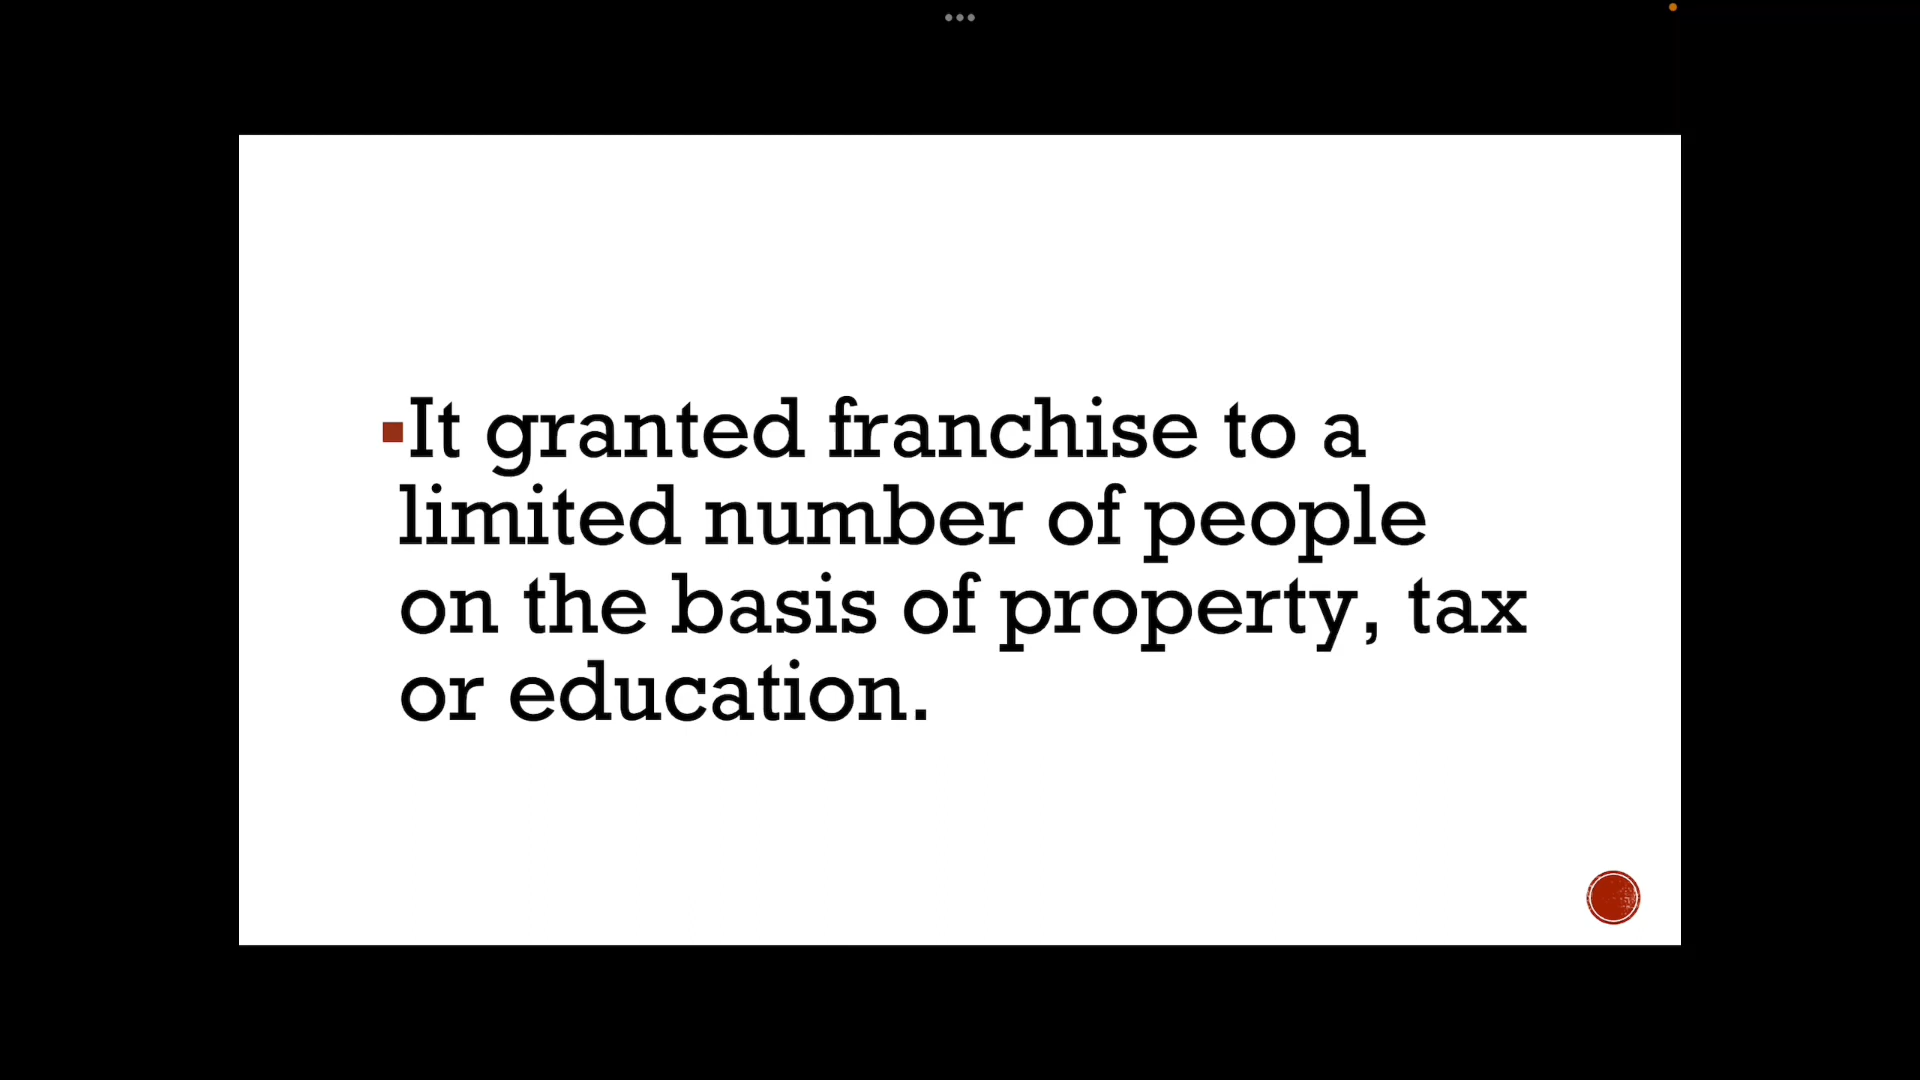 ▪It granted franchise to a
limited number of people
on the basis of property, tax
or education.